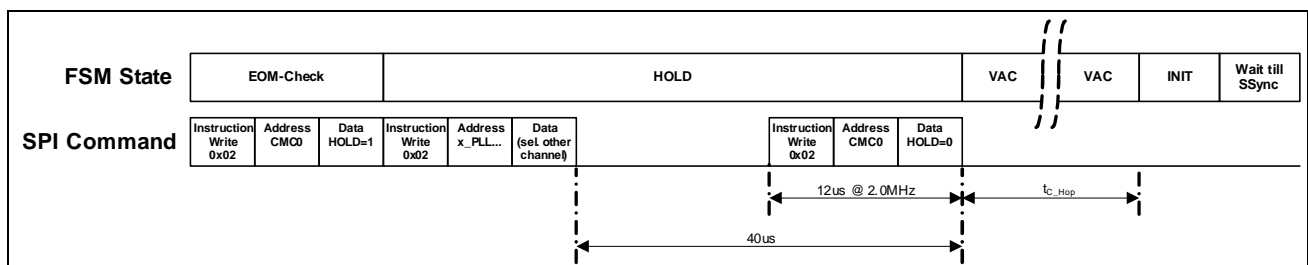 FSM State
EOM-Check
HOLD
VAC
VAC
INIT
Wait till
SSync
SPI Command
Instruction
Write
0x02
Address
CMC0
Data
HOLD=1
Instruction
Write
0x02
Address
x_PLL...
Data
(sel. other
channel)
Instruction
Write
0x02
Address
CMC0
Data
HOLD=0
12us @ 2.0MHz
tC_Hop
40us